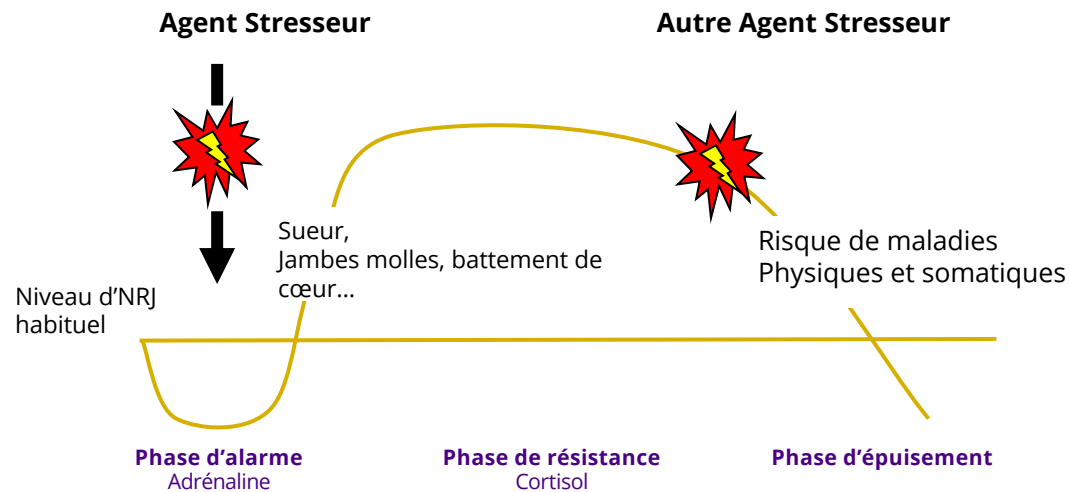 Agent Stresseur
Autre Agent Stresseur
Sueur,
Jambes molles, battement de
cœur...
Risque de maladies
Physiques et somatiques
Niveau d’NRJ
habituel
Phase d’alarme
Adrénaline
Phase de résistance
Cortisol
Phase d’épuisement